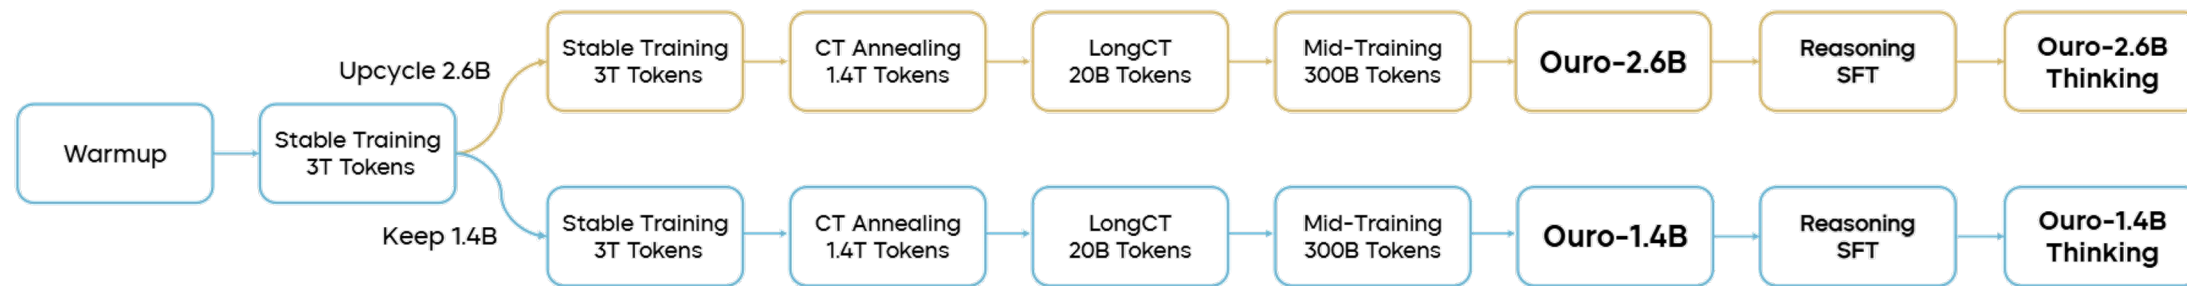 Warmup
Stable Training
3T Tokens
Upcycle 2.6B
Stable Training
3T Tokens
CT Annealing
1.4T Tokens
LongCT
20B Tokens
Mid-Training
300B Tokens
Ouro-2.6B
Reasoning
SFT
Ouro-2.6B
Thinking
Keep 1.4B
Stable Training
3T Tokens
CT Annealing
1.4T Tokens
LongCT
20B Tokens
Mid-Training
300B Tokens
Ouro-1.4B
Reasoning
SFT
Ouro-1.4B
Thinking